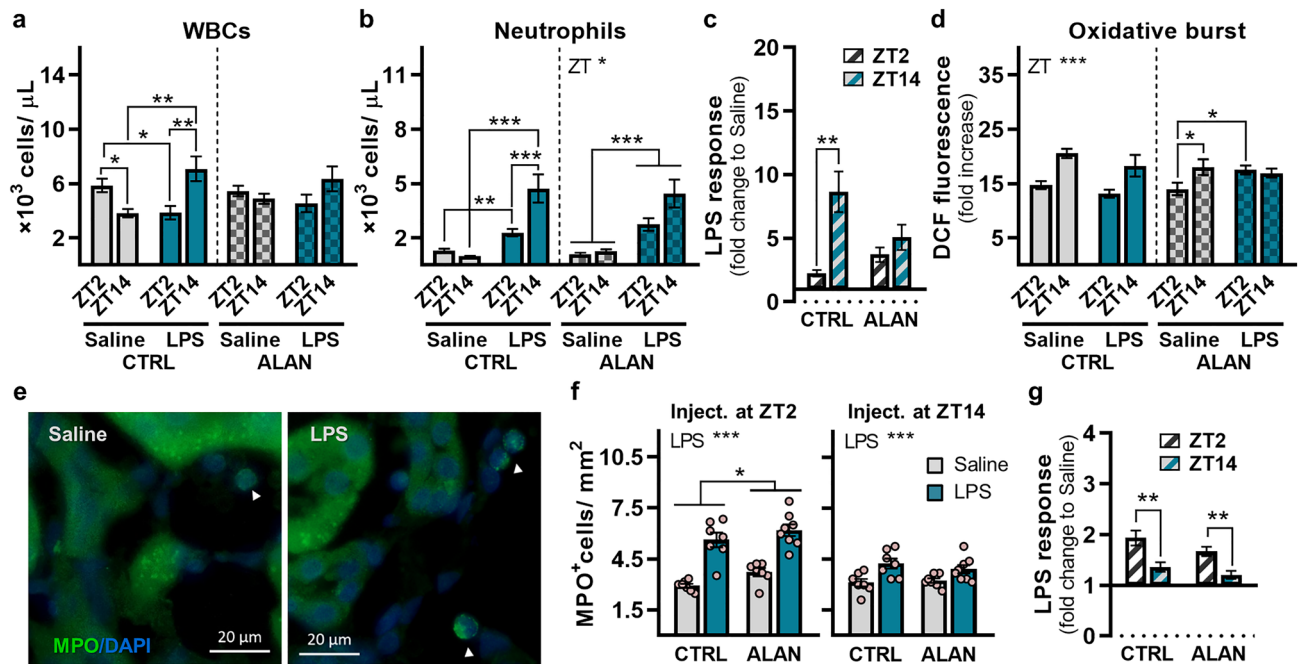 a
WBCs
×10³ cells/ μL
14
10
6
2
**
*
**
*
ZT2
ZT14
ZT2
ZT14
ZT2
ZT14
ZT2
ZT14
Saline
LPS
Saline
LPS
CTRL
ALAN
b
Neutrophils
×10³ cells/ μL
11
8
5
2
ZT *
***
***
**
***
ZT2
ZT14
ZT2
ZT14
ZT2
ZT14
ZT2
ZT14
Saline
LPS
Saline
LPS
CTRL
ALAN
c
LPS response
(fold change to Saline)
20
15
10
5
0
ZT2
ZT14
**
CTRL
ALAN
d
Oxidative burst
DCF fluorescence
(fold increase)
35
25
15
5
ZT ***
*
*
ZT2
ZT14
ZT2
ZT14
ZT2
ZT14
ZT2
ZT14
Saline
LPS
Saline
LPS
CTRL
ALAN
e
Saline
LPS
MPO/DAPI
20 µm
20 µm
f
Inject. at ZT2
Inject. at ZT14
MPO⁺cells/ mm²
10.5
7.5
4.5
1.5
LPS ***
*
LPS ***
Saline
LPS
CTRL
ALAN
CTRL
ALAN
g
LPS response
(fold change to Saline)
4
3
2
1
0
ZT2
ZT14
**
**
CTRL
ALAN